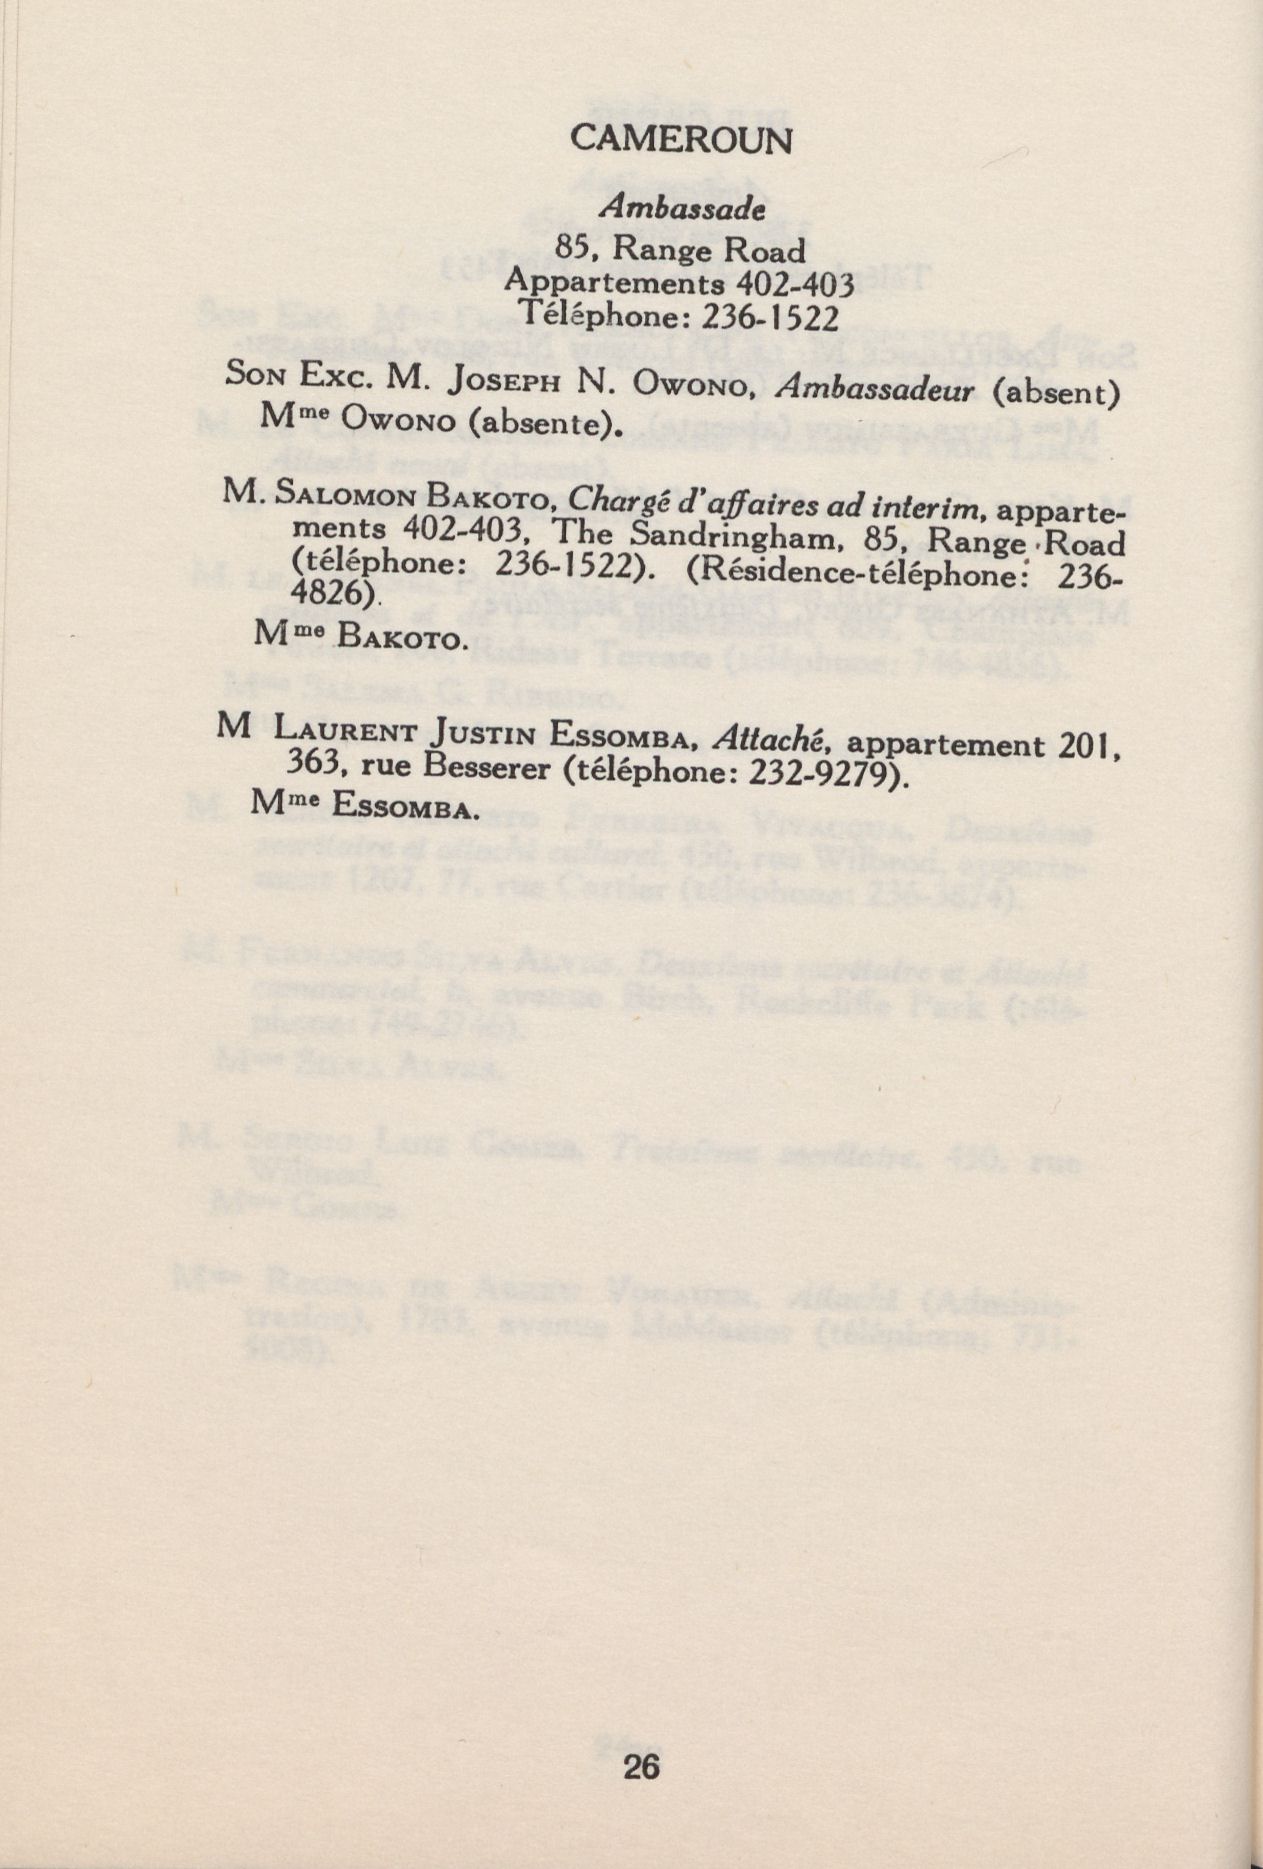 CAMEROUN
Ambassade
85, Range Road
Appartements 402-403
Téléphone: 236-1522
SON EXC. M. JOSEPH N. OWONO, Ambassadeur (absent)
Mme OWONO (absente).
M. SALOMON BAKOTO, Chargé d'affaires ad interim, apparte-
ments 402-403, The Sandringham, 85, Range Road
(téléphone: 236-1522). (Résidence-téléphone: 236-
4826).
Mme BAKOTO.
M LAURENT JUSTIN ESSOMBA, Attaché, appartement 201,
363, rue Besserer (téléphone: 232-9279).
Mme ESSOMBA.
26